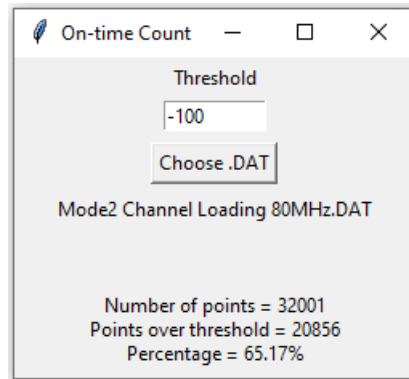 On-time Count
Threshold
-100
Choose .DAT
Mode2 Channel Loading 80MHz.DAT
Number of points = 32001
Points over threshold = 20856
Percentage = 65.17%